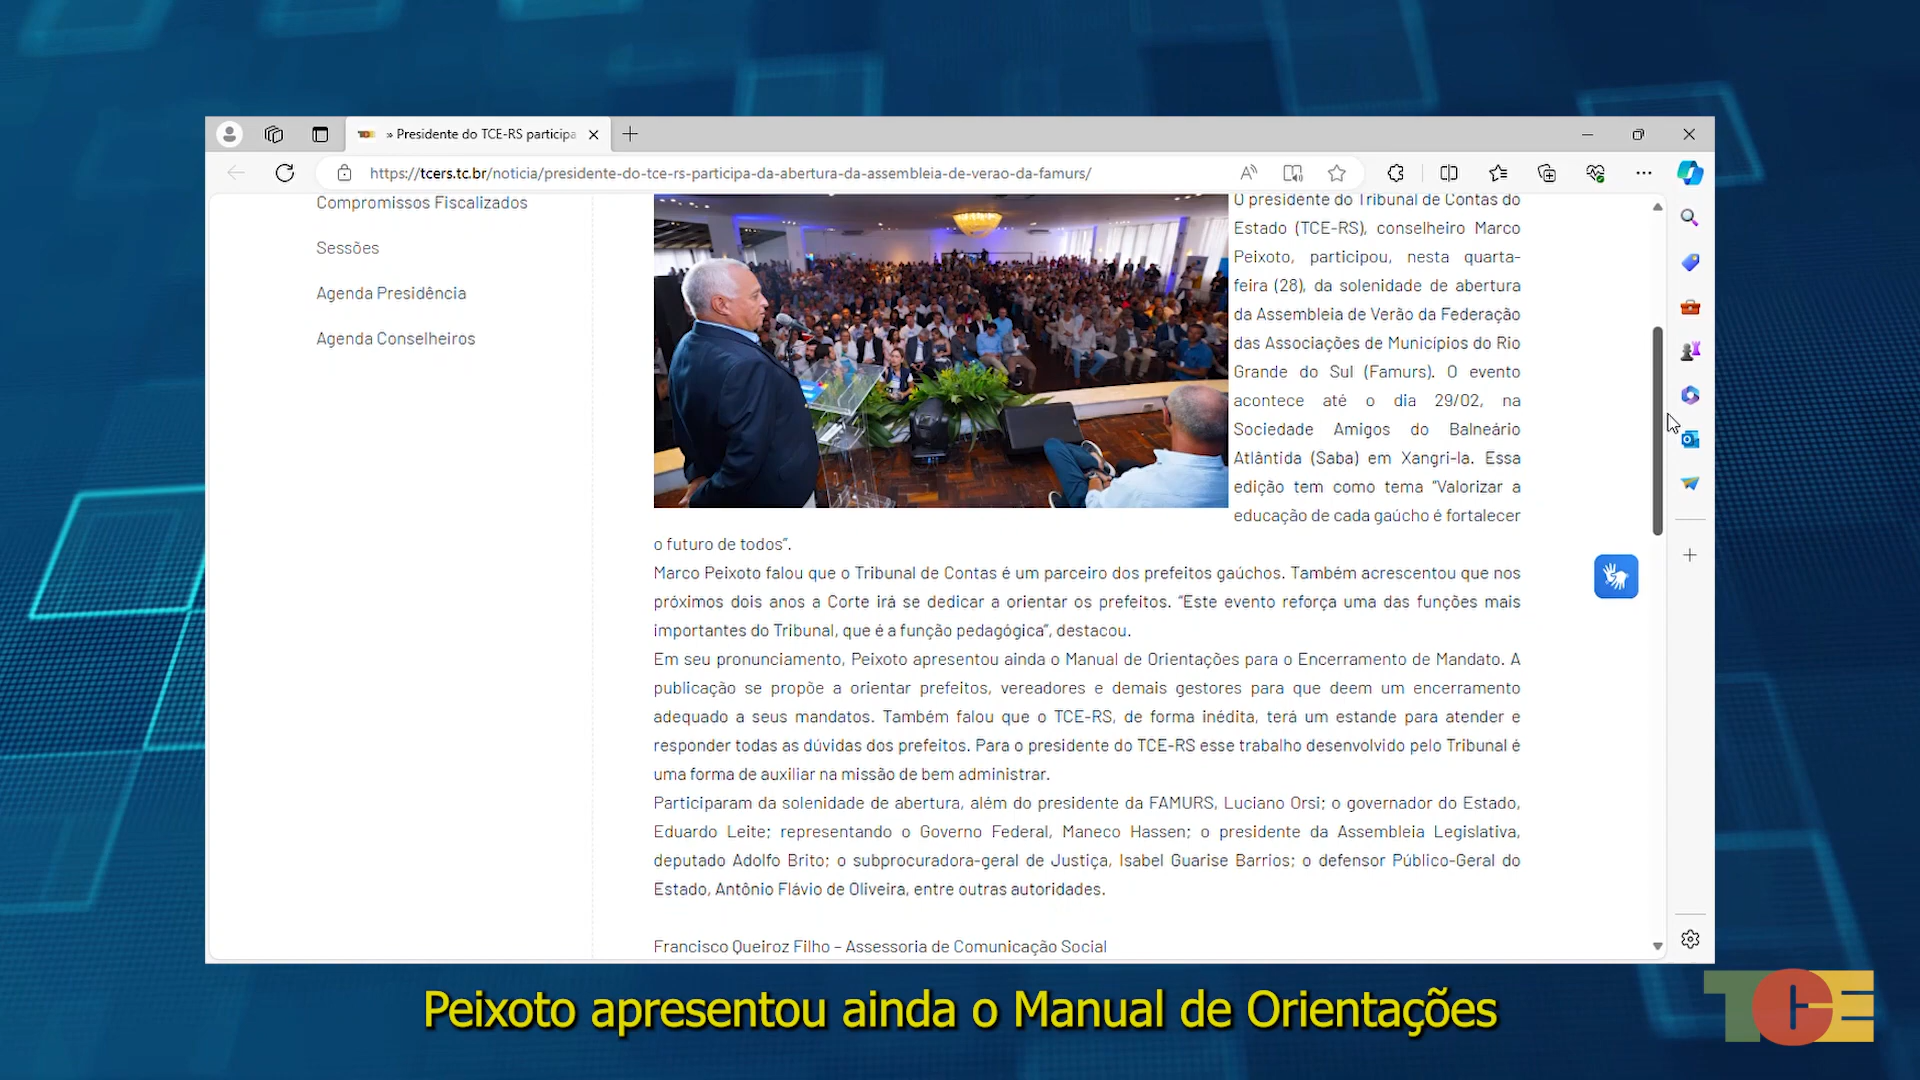 » Presidente do TCE-RS participa
https://tcers.tc.br/noticia/presidente-do-tce-rs-participa-da-abertura-da-assembleia-de-verao-da-famurs/
Compromissos Fiscalizados
Sessões
Agenda Presidência
Agenda Conselheiros
O presidente do Tribunal de Contas do
Estado (TCE-RS), conselheiro Marco
Peixoto, participou, nesta quarta-
feira (28), da solenidade de abertura
da Assembleia de Verão da Federação
das Associações de Municípios do Rio
Grande do Sul (Famurs). O evento
acontece até o dia 29/02, na
Sociedade Amigos do Balneário
Atlântida (Saba) em Xangri-la. Essa
edição tem como tema “Valorizar a
educação de cada gaúcho é fortalecer
o futuro de todos”.
Marco Peixoto falou que o Tribunal de Contas é um parceiro dos prefeitos gaúchos. Também acrescentou que nos
próximos dois anos a Corte irá se dedicar a orientar os prefeitos. “Este evento reforça uma das funções mais
importantes do Tribunal, que é a função pedagógica”, destacou.
Em seu pronunciamento, Peixoto apresentou ainda o Manual de Orientações para o Encerramento de Mandato. A
publicação se propõe a orientar prefeitos, vereadores e demais gestores para que deem um encerramento
adequado a seus mandatos. Também falou que o TCE-RS, de forma inédita, terá um estande para atender e
responder todas as dúvidas dos prefeitos. Para o presidente do TCE-RS esse trabalho desenvolvido pelo Tribunal é
uma forma de auxiliar na missão de bem administrar.
Participaram da solenidade de abertura, além do presidente da FAMURS, Luciano Orsi; o governador do Estado,
Eduardo Leite; representando o Governo Federal, Maneco Hassen; o presidente da Assembleia Legislativa,
deputado Adolfo Brito; o subprocuradora-geral de Justiça, Isabel Guarise Barrios; o defensor Público-Geral do
Estado, Antônio Flávio de Oliveira, entre outras autoridades.
Francisco Queiroz Filho – Assessoria de Comunicação Social
Peixoto apresentou ainda o Manual de Orientações
TCE